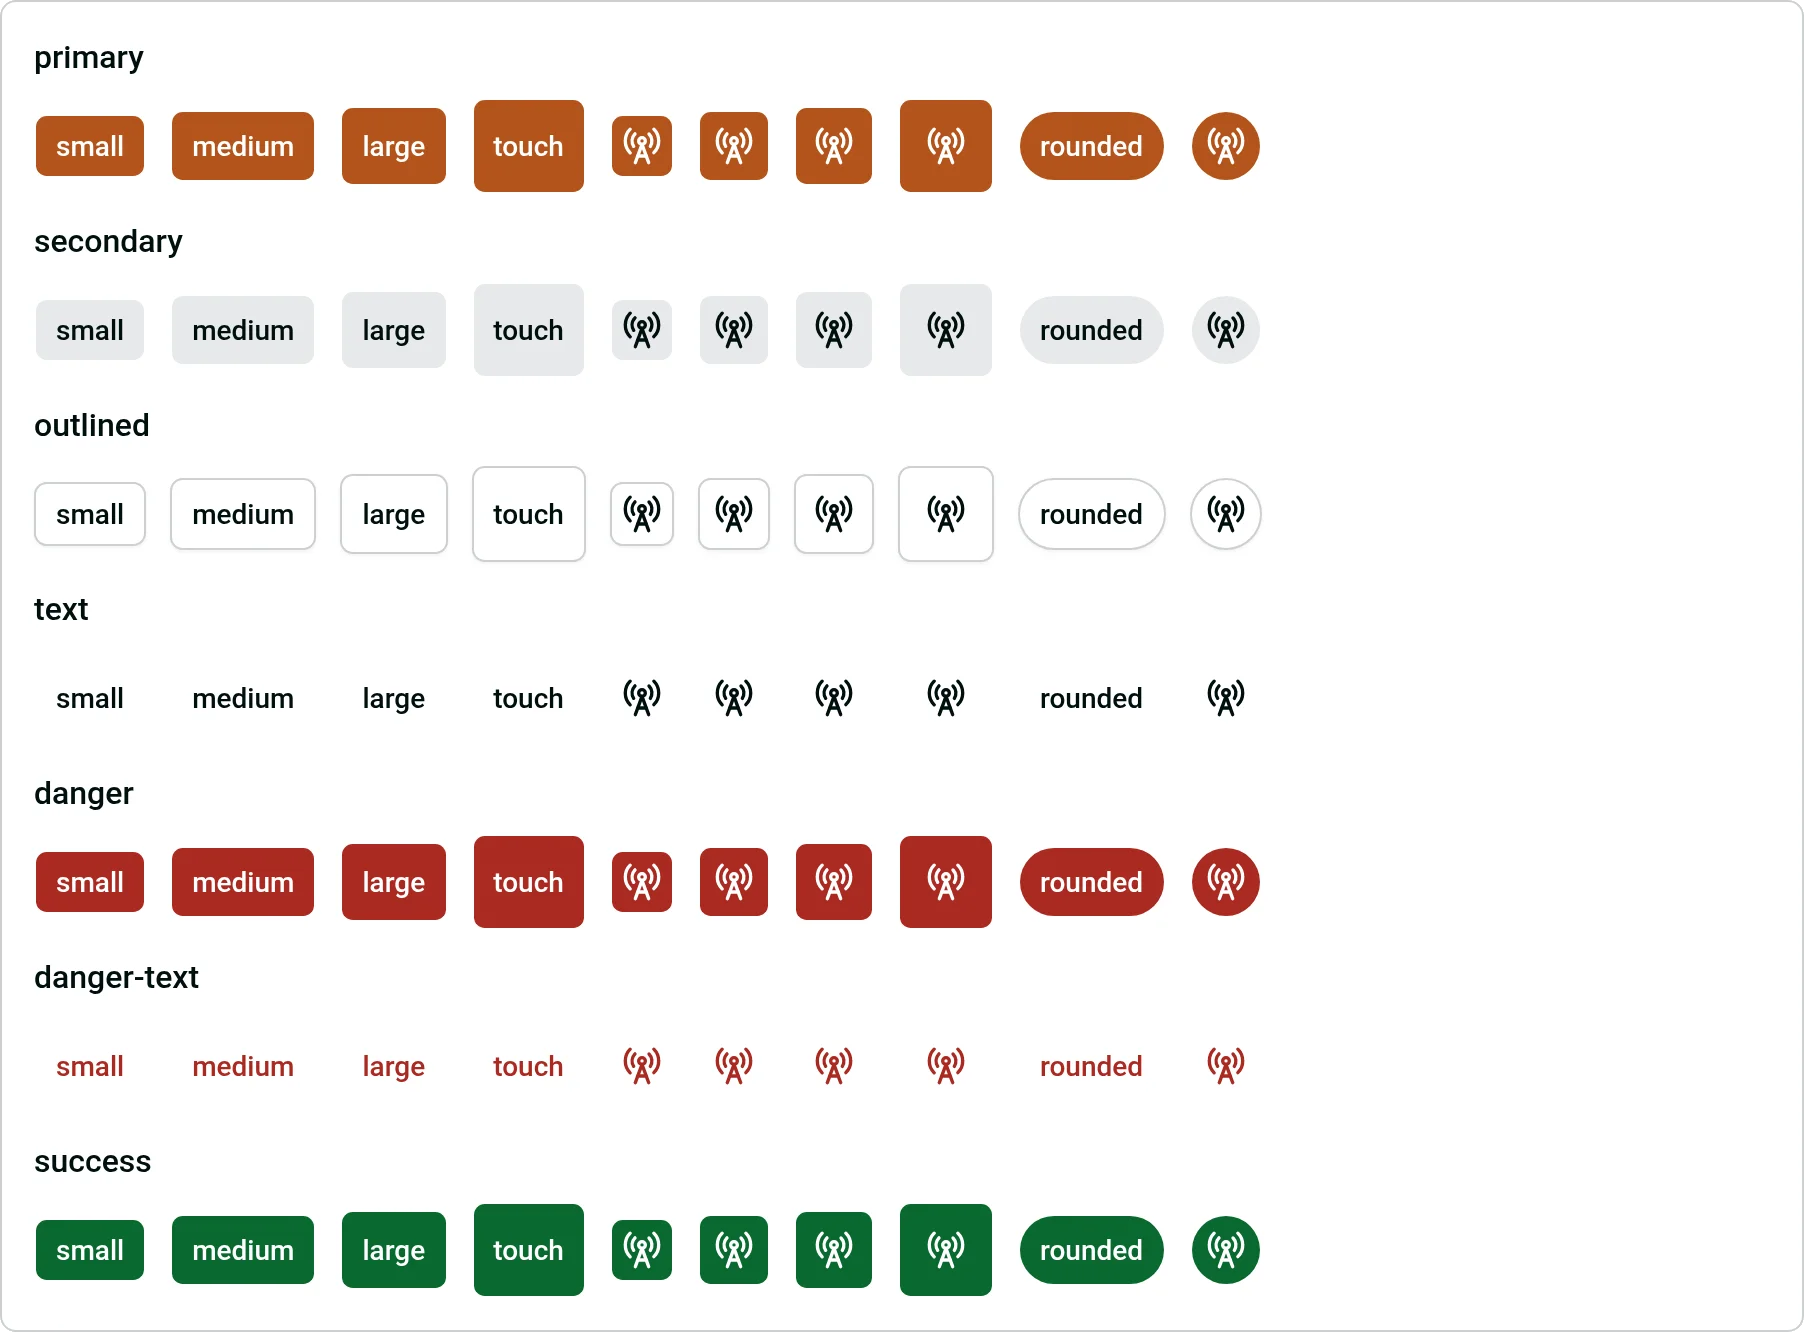 primary
small medium large touch rounded
secondary
small medium large touch rounded
outlined
small medium large touch rounded
text
small medium large touch rounded
danger
small medium large touch rounded
danger-text
small medium large touch rounded
success
small medium large touch rounded